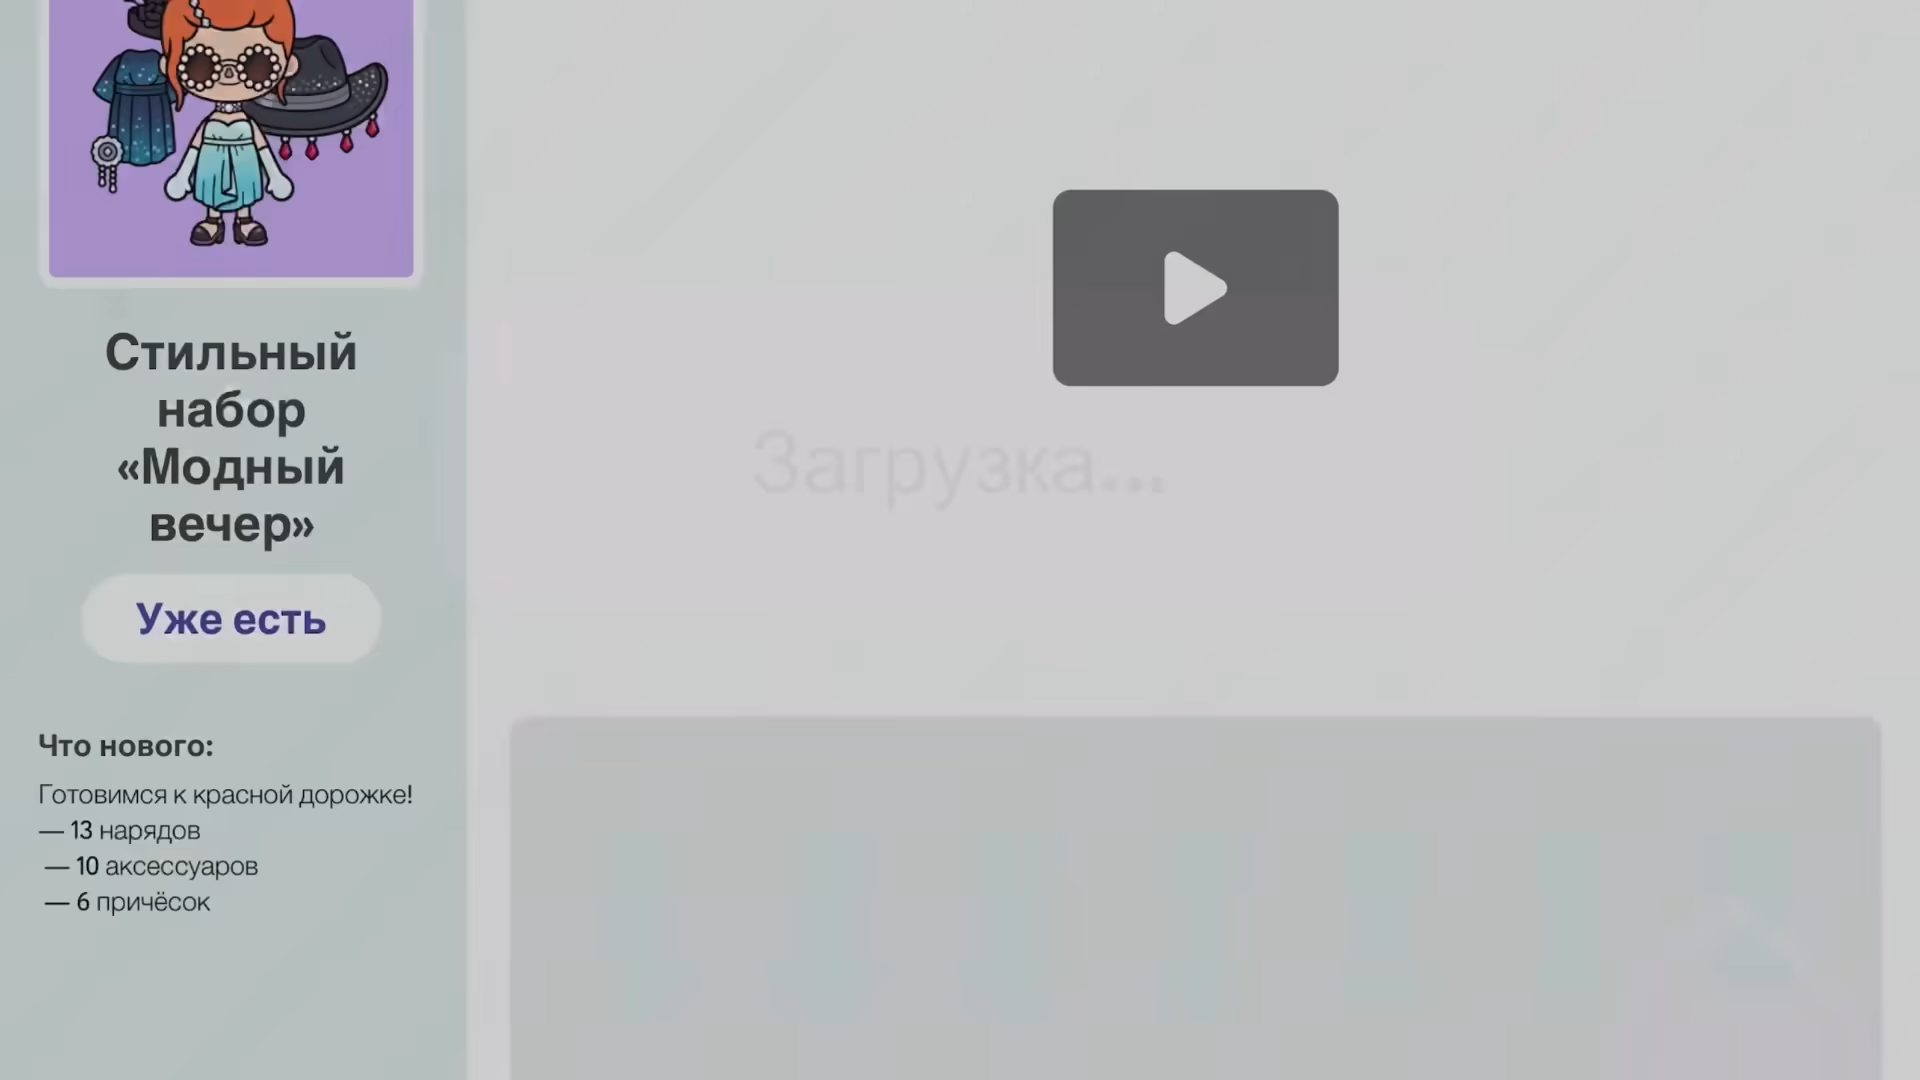 Стильный
набор
«Модный
вечер»
Уже есть
Что нового:
Готовимся к красной дорожке!
— 13 нарядов
— 10 аксессуаров
— 6 причёсок
Загрузка...